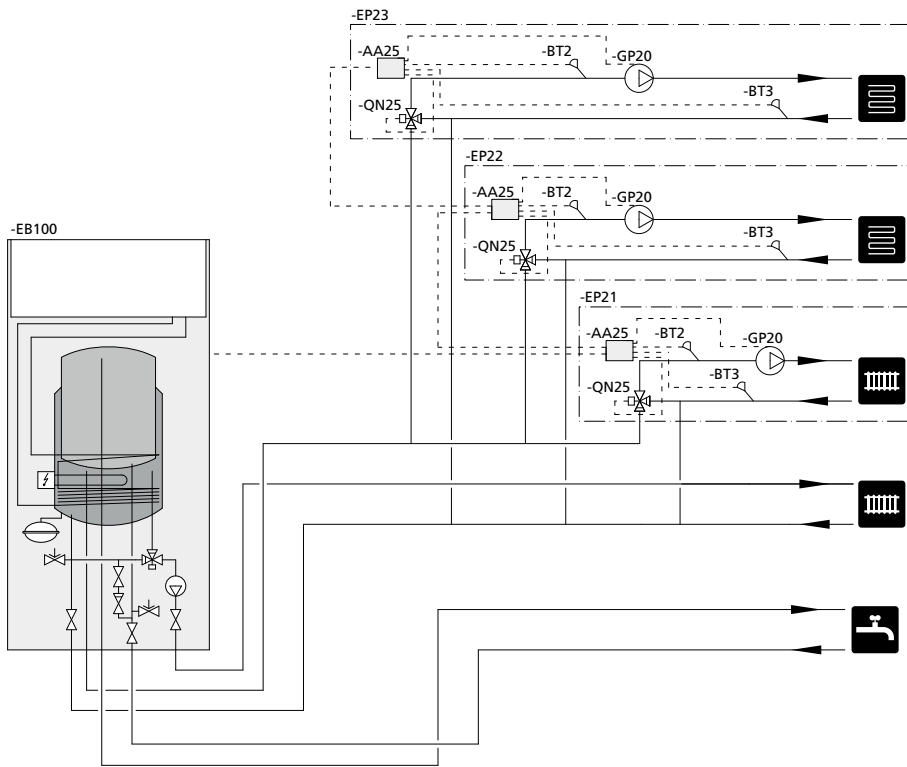 -EP23
-AA25
-BT2
-GP20
-BT3
-QN25
-EP22
-AA25
-BT2
-GP20
-BT3
-QN25
-EB100
-EP21
-AA25
-BT2
-GP20
-BT3
-QN25